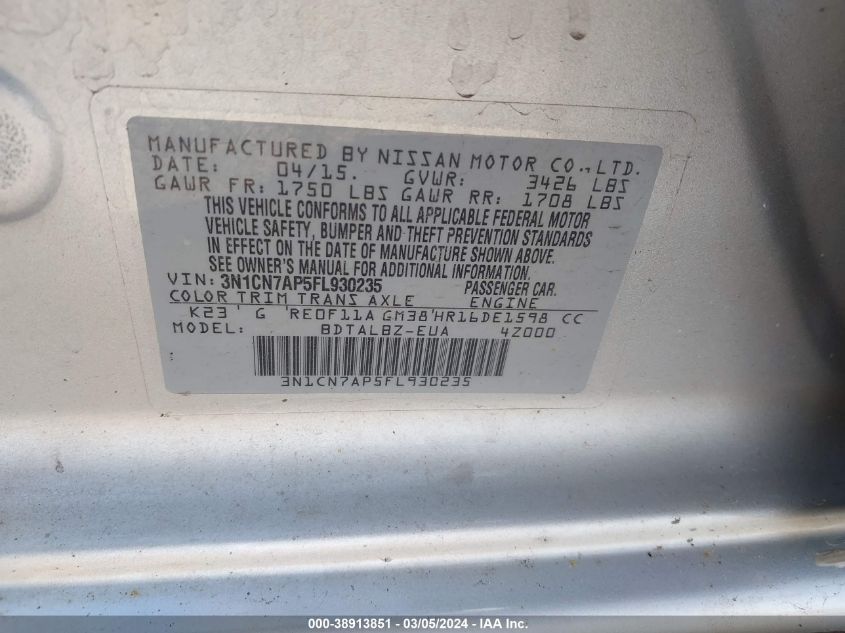 MANUFACTURED BY NISSAN MOTOR CO., LTD.
DATE: 04/15. GVWR: 3426 LBS
GAWR FR: 1750 LBS GAWR RR: 1708 LBS
THIS VEHICLE CONFORMS TO ALL APPLICABLE FEDERAL MOTOR
VEHICLE SAFETY, BUMPER AND THEFT PREVENTION STANDARDS
IN EFFECT ON THE DATE OF MANUFACTURE SHOWN ABOVE.
SEE OWNER'S MANUAL FOR ADDITIONAL INFORMATION.
VIN: 3N1CN7AP5FL930235 PASSENGER CAR.
COLOR TRIM TRANS AXLE ENGINE
K23 ' G 'RE0F11A GM38'HR16DE1598 CC
MODEL: BDTALBZ-EUA 4Z000
3N1CN7AP5FL930235
000-38913851 / 03/05/2024 - IAAI.COM